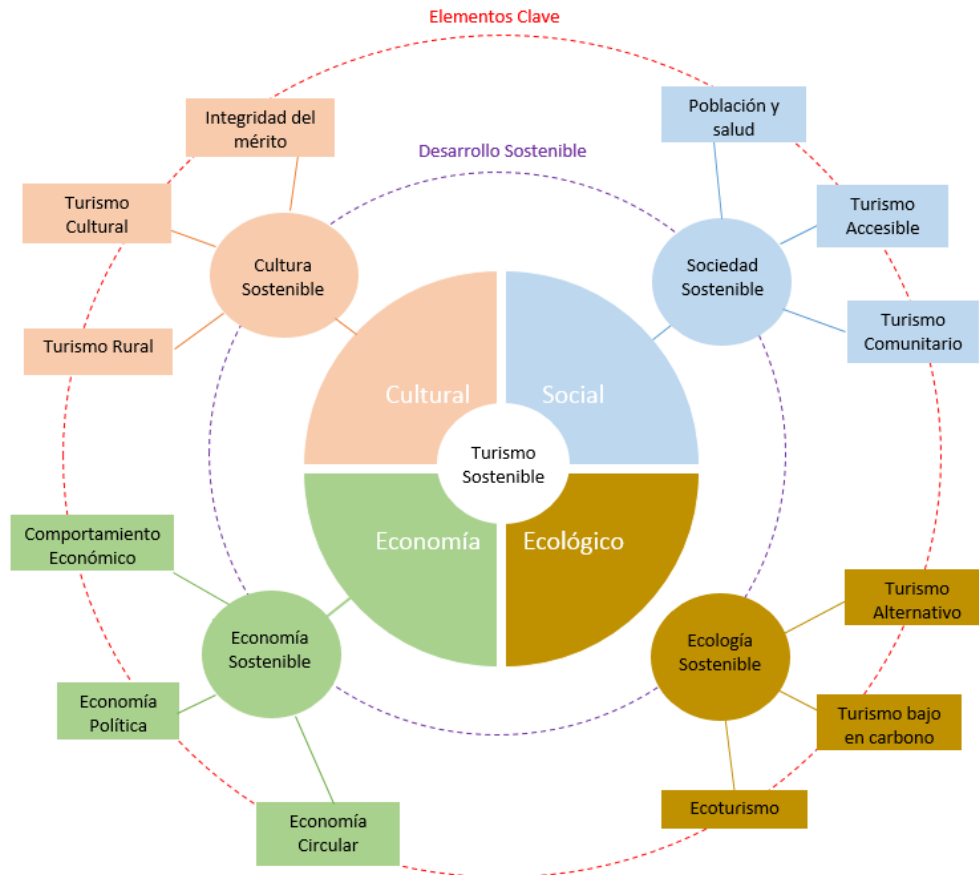 Elementos Clave
Integridad del
mérito
Población y
salud
Desarrollo Sostenible
Turismo
Cultural
Turismo
Accesible
Cultura
Sostenible
Sociedad
Sostenible
Turismo Rural
Turismo
Comunitario
Cultural
Social
Turismo
Sostenible
Economía
Ecológico
Comportamiento
Económico
Turismo
Alternativo
Economía
Sostenible
Ecología
Sostenible
Economía
Política
Turismo bajo
en carbono
Ecoturismo
Economía
Circular